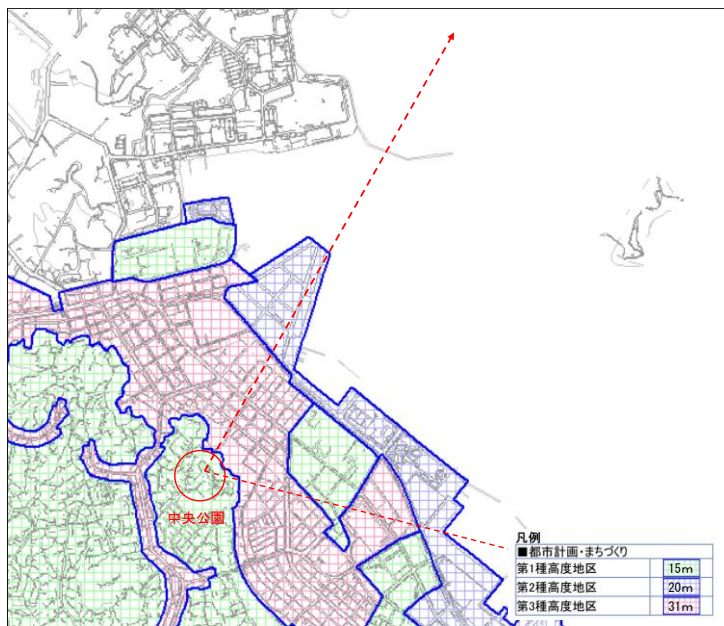 中央公園
凡例
■都市計画・まちづくり
第1種高度地区 15m
第2種高度地区 20m
第3種高度地区 31m